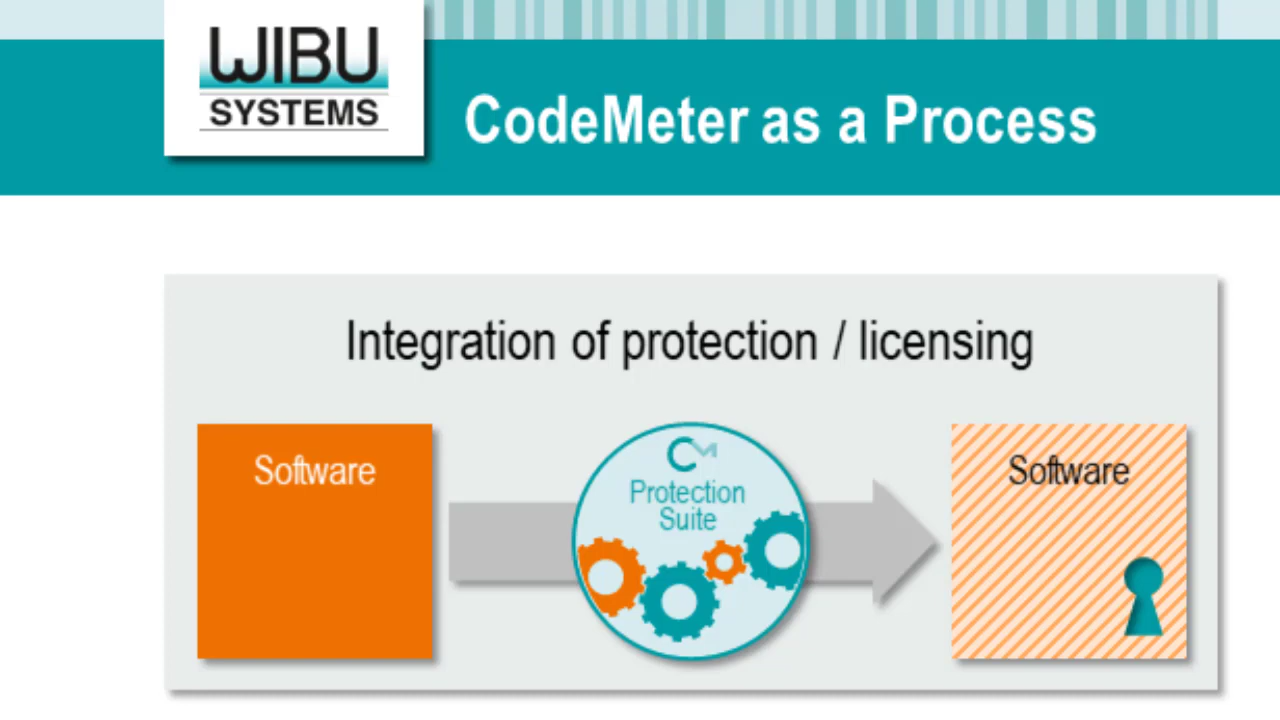 WIBU
SYSTEMS
CodeMeter as a Process
Integration of protection / licensing
Software
CM
Protection
Suite
Software